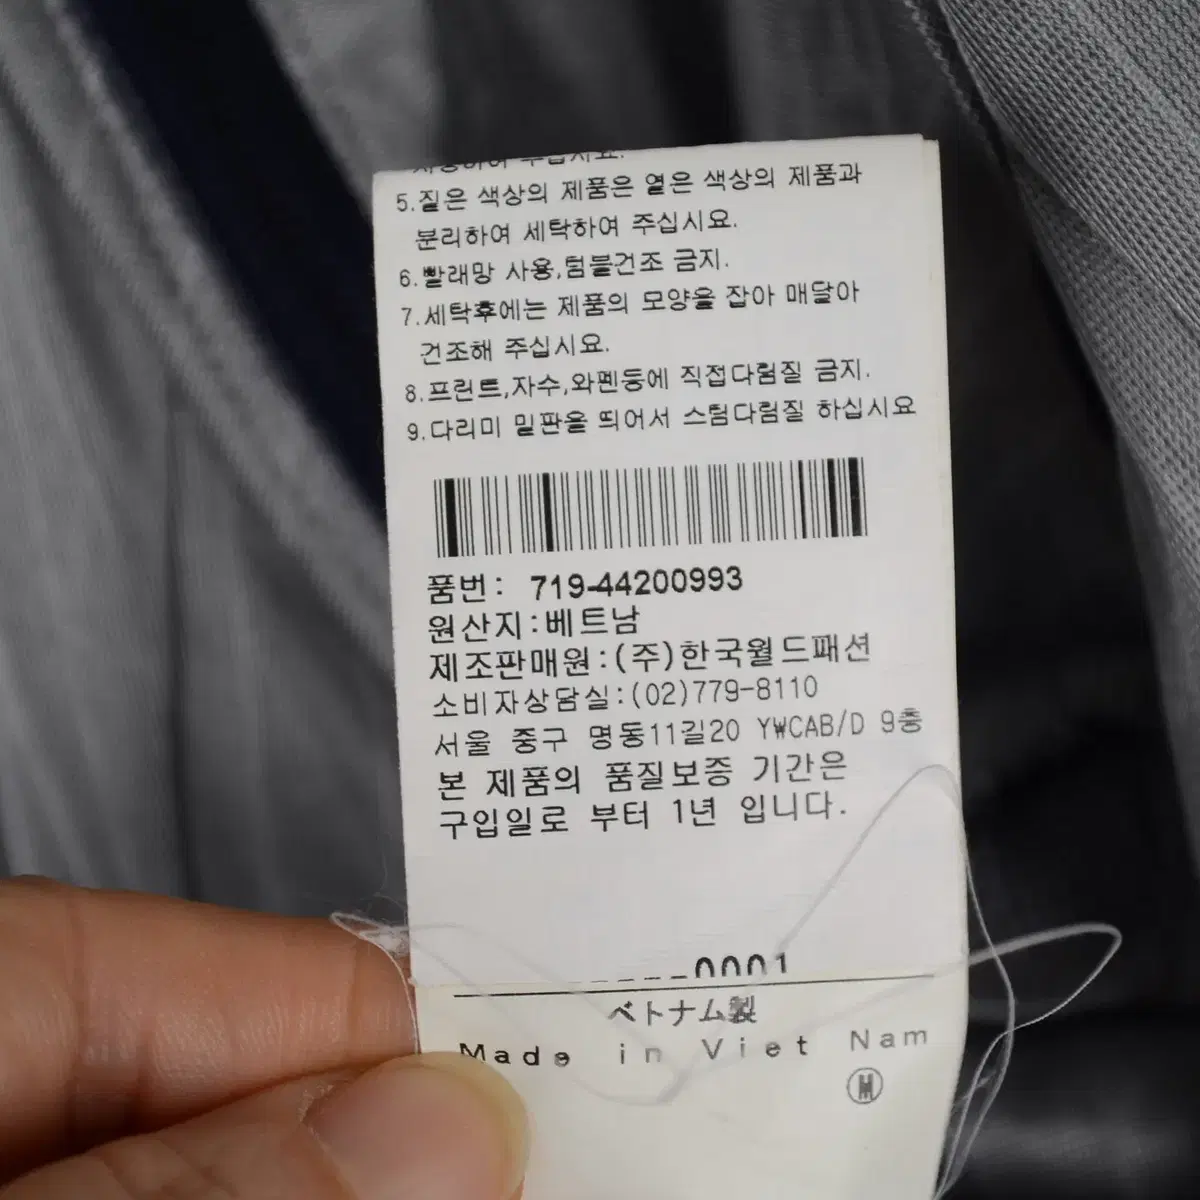 사용하여 주십시요.
5.짙은 색상의 제품은 옅은 색상의 제품과
분리하여 세탁하여 주십시요.
6.빨래망 사용,텀블건조 금지.
7.세탁후에는 제품의 모양을 잡아 매달아
건조해 주십시요.
8.프린트,자수,와펜등에 직접다림질 금지.
9.다리미 밑판을 띄어서 스팀다림질 하십시요
품번: 719-44200993
원산지:베트남
제조판매원:(주)한국월드패션
소비자상담실:(02)779-8110
서울 중구 명동11길20 YWCAB/D 9층
본 제품의 품질보증 기간은
구입일로 부터 1년 입니다.
0001
ベトナム製
Made in Viet Nam
M